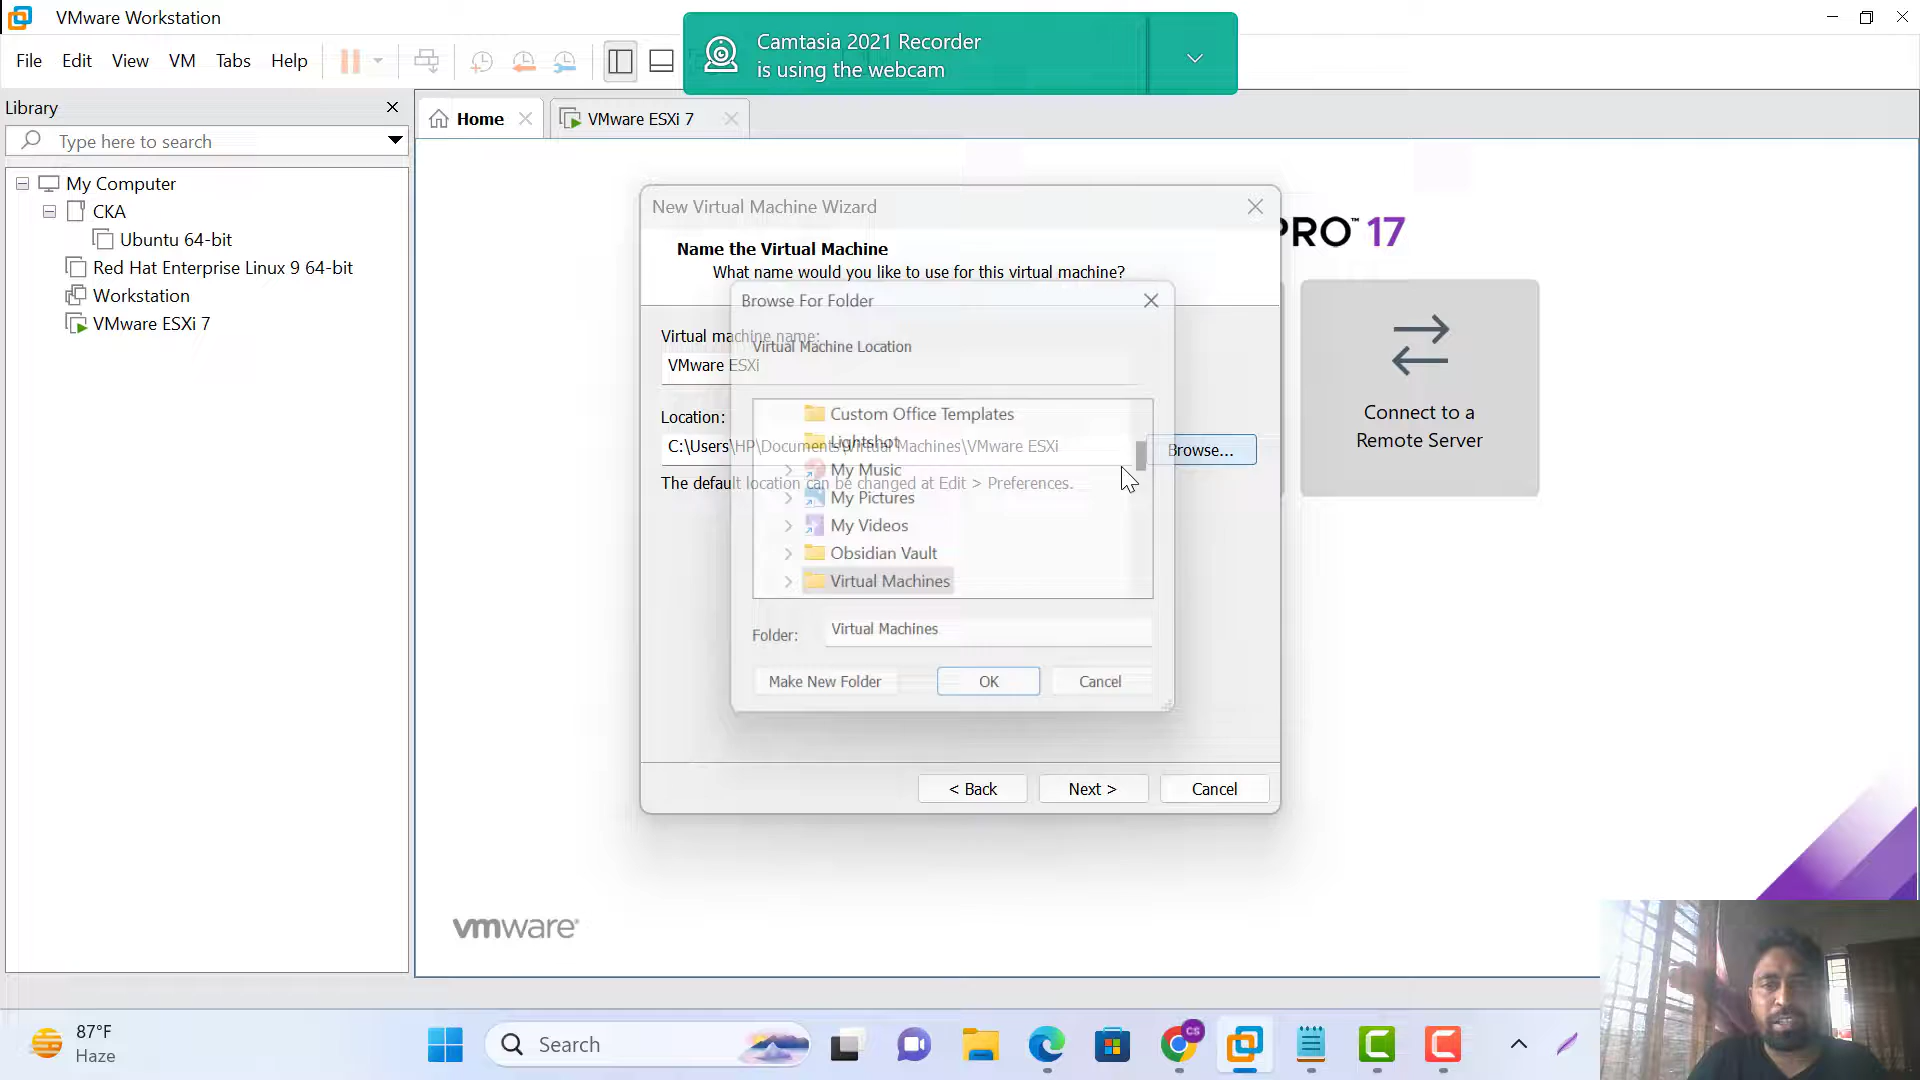 VMware Workstation
Camtasia 2021 Recorder
is using the webcam
File Edit View VM Tabs Help
Library
Type here to search
Home
VMware ESXi 7
My Computer
CKA
Ubuntu 64-bit
Red Hat Enterprise Linux 9 64-bit
Workstation
VMware ESXi 7
New Virtual Machine Wizard
PRO™ 17
Name the Virtual Machine
What name would you like to use for this virtual machine?
Browse For Folder
Virtual machine name:
Virtual Machine Location
VMware ESXi
Location:
C:\Users\HP\Documents\Virtual Machines\VMware ESXi
Browse...
The default location can be changed at Edit > Preferences.
Custom Office Templates
Lightshot
My Music
My Pictures
My Videos
Obsidian Vault
Virtual Machines
Folder:
Virtual Machines
Make New Folder
OK
Cancel
< Back
Next >
Cancel
Connect to a
Remote Server
vmware®
87°F
Haze
Search
CS